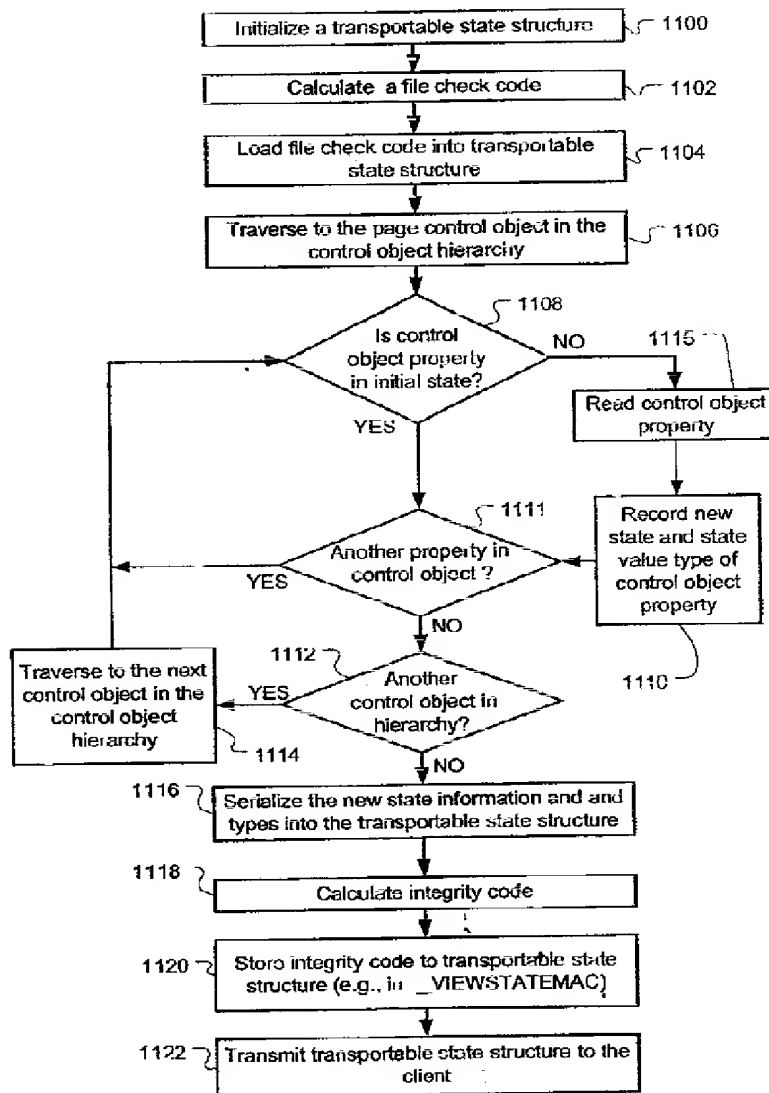 Initialize a transportable state structure
1100
Calculate a file check code
1102
Load file check code into transportable
state structure
1104
Traverse to the page control object in the
control object hierarchy
1106
1108
Is control
object property
in initial state?
NO
YES
1115
Read control object
property
1111
Another property in
control object ?
YES
NO
Record new
state and state
value type of
control object
property
1110
1112
Another
control object in
hierarchy?
YES
NO
Traverse to the next
control object in the
control object
hierarchy
1114
1116
Serialize the new state information and and
types into the transportable state structure
1118
Calculate integrity code
1120
Store integrity code to transportable state
structure (e.g., in _VIEWSTATEMAC)
1122
Transmit transportable state structure to the
client